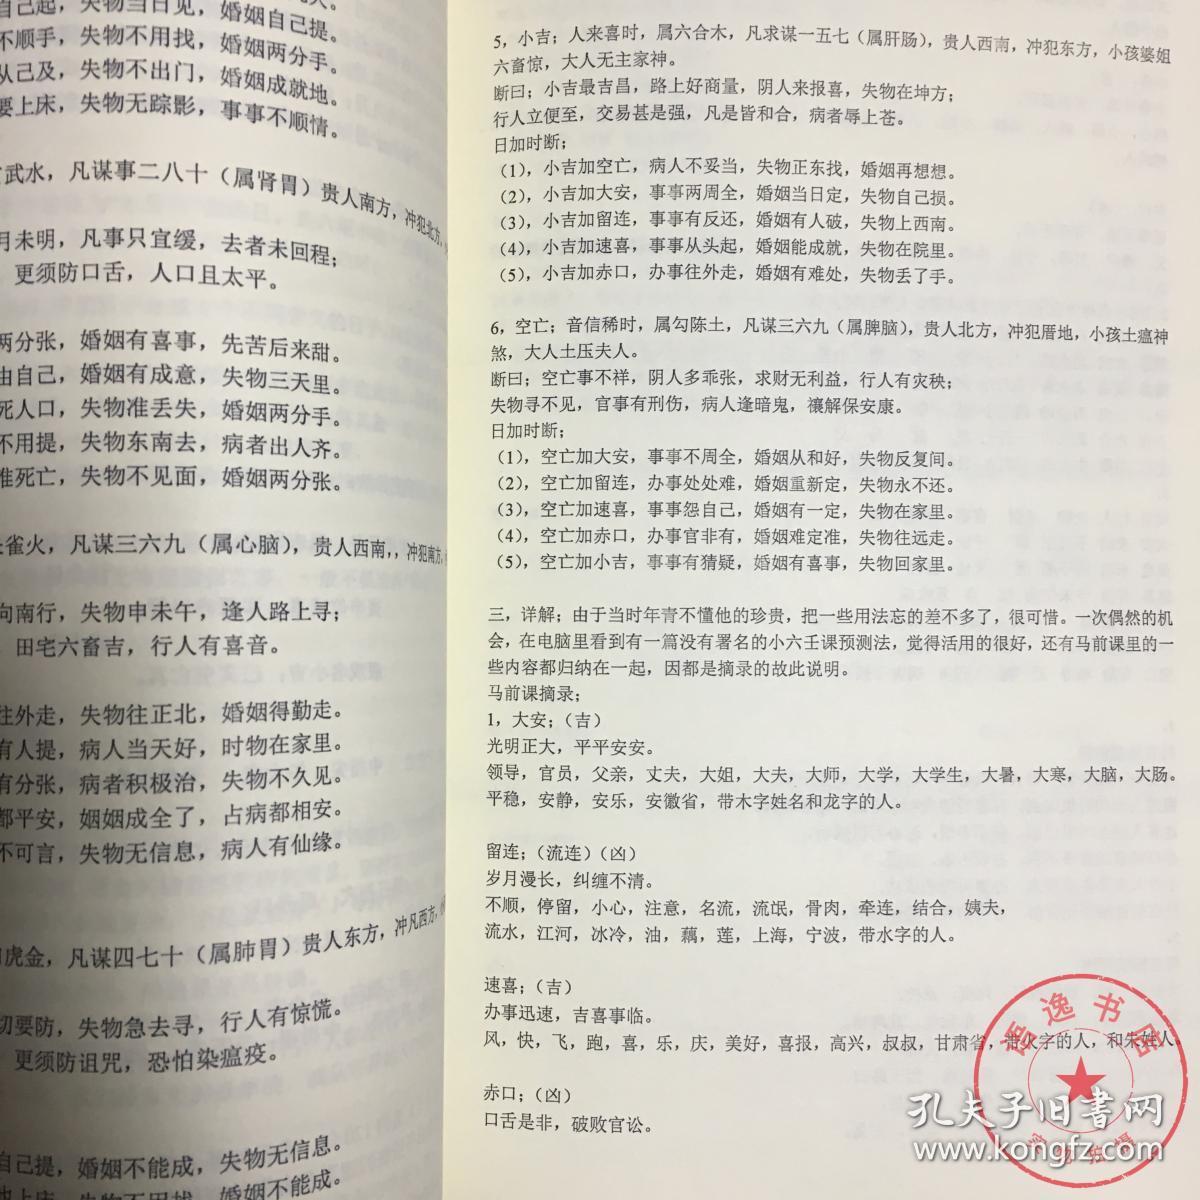 自己起，失物当日见，婚姻自己提。
不顺手，失物不用找，婚姻两分手。
从己及，失物不出门，婚姻成就地。
要上床，失物无踪影，事事不顺情。
武水，凡谋事二八十（属肾胃）贵人南方，冲犯北方，
月未明，凡事只宜缓，去者未回程；
更须防口舌，人口且太平。
两分张，婚姻有喜事，先苦后来甜。
由自己，婚姻有成意，失物三天里。
死人口，失物准丢失，婚姻两分手。
不用提，失物东南去，病者出人齐。
准死亡，失物不见面，婚姻两分张。
雀火，凡谋三六九（属心脑），贵人西南，，冲犯南方，
向南行，失物申未午，逢人路上寻；
田宅六畜吉，行人有喜音。
往外走，失物往正北，婚姻得勤走。
有人提，病人当天好，时物在家里。
有分张，病者积极治，失物不久见。
都平安，姻姻成全了，占病都相安。
不可言，失物无信息，病人有仙缘。
虎金，凡谋四七十（属肺胃）贵人东方，冲凡西方，
切要防，失物急去寻，行人有惊慌。
更须防诅咒，恐怕染瘟疫。
自己提，婚姻不能成，失物无信息。
上床，失物不用找，婚姻不能成。
5，小吉；人来喜时，属六合木，凡求谋一五七（属肝肠），贵人西南，冲犯东方，小孩婆姐
六畜惊，大人无主家神。
断曰；小吉最吉昌，路上好商量，阴人来报喜，失物在坤方；
行人立便至，交易甚是强，凡是皆和合，病者辱上苍。
日加时断；
（1），小吉加空亡，病人不妥当，失物正东找，婚姻再想想。
（2），小吉加大安，事事两周全，婚姻当日定，失物自己损。
（3），小吉加留连，事事有反还，婚姻有人破，失物上西南。
（4），小吉加速喜，事事从头起，婚姻能成就，失物在院里。
（5），小吉加赤口，办事往外走，婚姻有难处，失物丢了手。
6，空亡；音信稀时，属勾陈土，凡谋三六九（属脾脑），贵人北方，冲犯厝地，小孩土瘟神
煞，大人土压夫人。
断曰；空亡事不祥，阴人多乖张，求财无利益，行人有灾秧；
失物寻不见，官事有刑伤，病人逢暗鬼，禳解保安康。
日加时断；
（1），空亡加大安，事事不周全，婚姻从和好，失物反复间。
（2），空亡加留连，办事处处难，婚姻重新定，失物永不还。
（3），空亡加速喜，事事怨自己，婚姻有一定，失物在家里。
（4），空亡加赤口，办事官非有，婚姻难定准，失物往远走。
（5），空亡加小吉，事事有猜疑，婚姻有喜事，失物回家里。
三，详解；由于当时年青不懂他的珍贵，把一些用法忘的差不多了，很可惜。一次偶然的机
会，在电脑里看到有一篇没有署名的小六壬课预测法，觉得活用的很好，还有马前课里的一
些内容都归纳在一起，因都是摘录的故此说明。
马前课摘录；
1，大安；（吉）
光明正大，平平安安。
领导，官员，父亲，丈夫，大姐，大夫，大师，大学，大学生，大暑，大寒，大脑，大肠。
平稳，安静，安乐，安徽省，带木字姓名和龙字的人。
留连；（流连）（凶）
岁月漫长，纠缠不清。
不顺，停留，小心，注意，名流，流氓，骨肉，牵连，结合，姨夫，
流水，江河，冰冷，油，藕，莲，上海，宁波，带水字的人。
速喜；（吉）
办事迅速，吉喜事临。
风，快，飞，跑，喜，乐，庆，美好，喜报，高兴，叔叔，甘肃省，带火字的人，和朱姓人。
赤口；（凶）
口舌是非，破败官讼。
语逸书店
孔夫子旧书网
www.kongfz.com